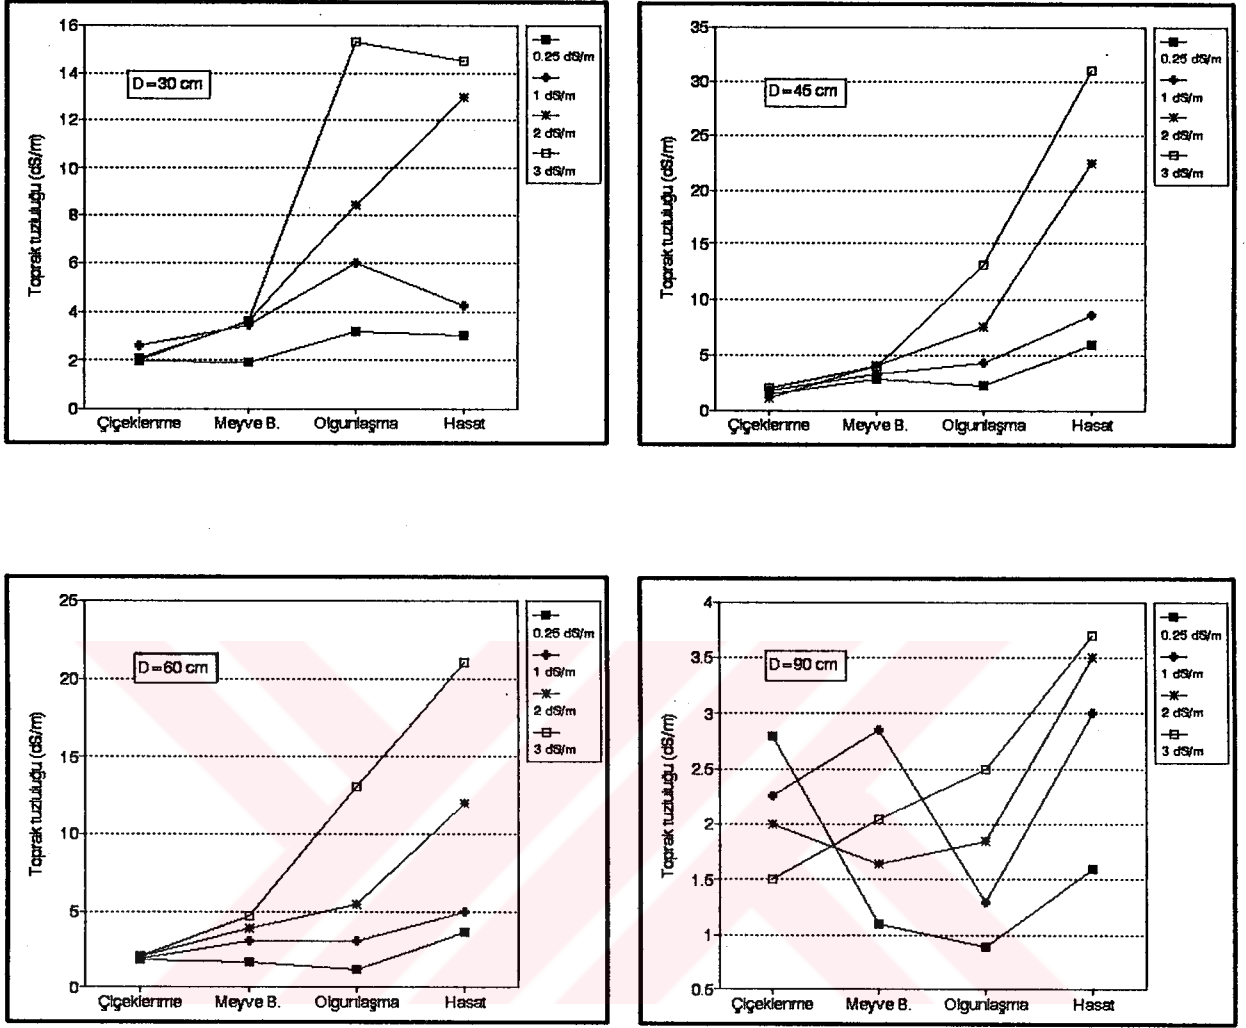 16
14
12
10
8
6
4
2
0
Toprak tuzluluğu (dS/m)
D=30 cm
Çiçeklenme Meyve B. Olgunlaşma Hasat
0.25 dS/m
1 dS/m
2 dS/m
3 dS/m
35
30
25
20
15
10
5
0
Toprak tuzluluğu (dS/m)
D=45 cm
Çiçeklenme Meyve B. Olgunlaşma Hasat
0.25 dS/m
1 dS/m
2 dS/m
3 dS/m
25
20
15
10
5
0
Toprak tuzluluğu (dS/m)
D=60 cm
Çiçeklenme Meyve B. Olgunlaşma Hasat
0.25 dS/m
1 dS/m
2 dS/m
3 dS/m
4
3.5
3
2.5
2
1.5
1
0.5
Toprak tuzluluğu (dS/m)
D=90 cm
Çiçeklenme Meyve B. Olgunlaşma Hasat
0.25 dS/m
1 dS/m
2 dS/m
3 dS/m